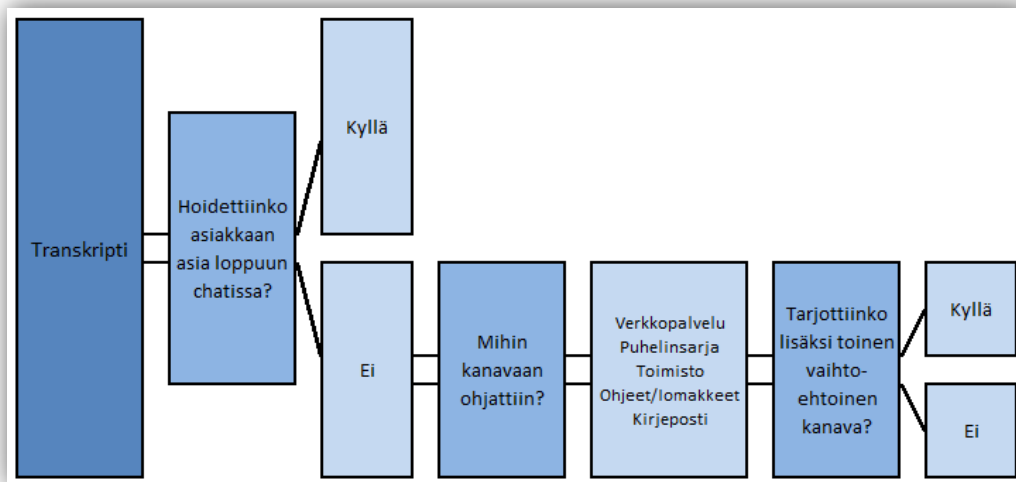 Transkripti
Hoidettiinko
asiakkaan
asia loppuun
chatissa?
Kyllä
Ei
Mihin
kanavaan
ohjattiin?
Verkkopalvelu
Puhelinsarja
Toimisto
Ohjeet/lomakkeet
Kirjeposti
Tarjottiinko
lisäksi toinen
vaihto-
ehtoinen
kanava?
Kyllä
Ei